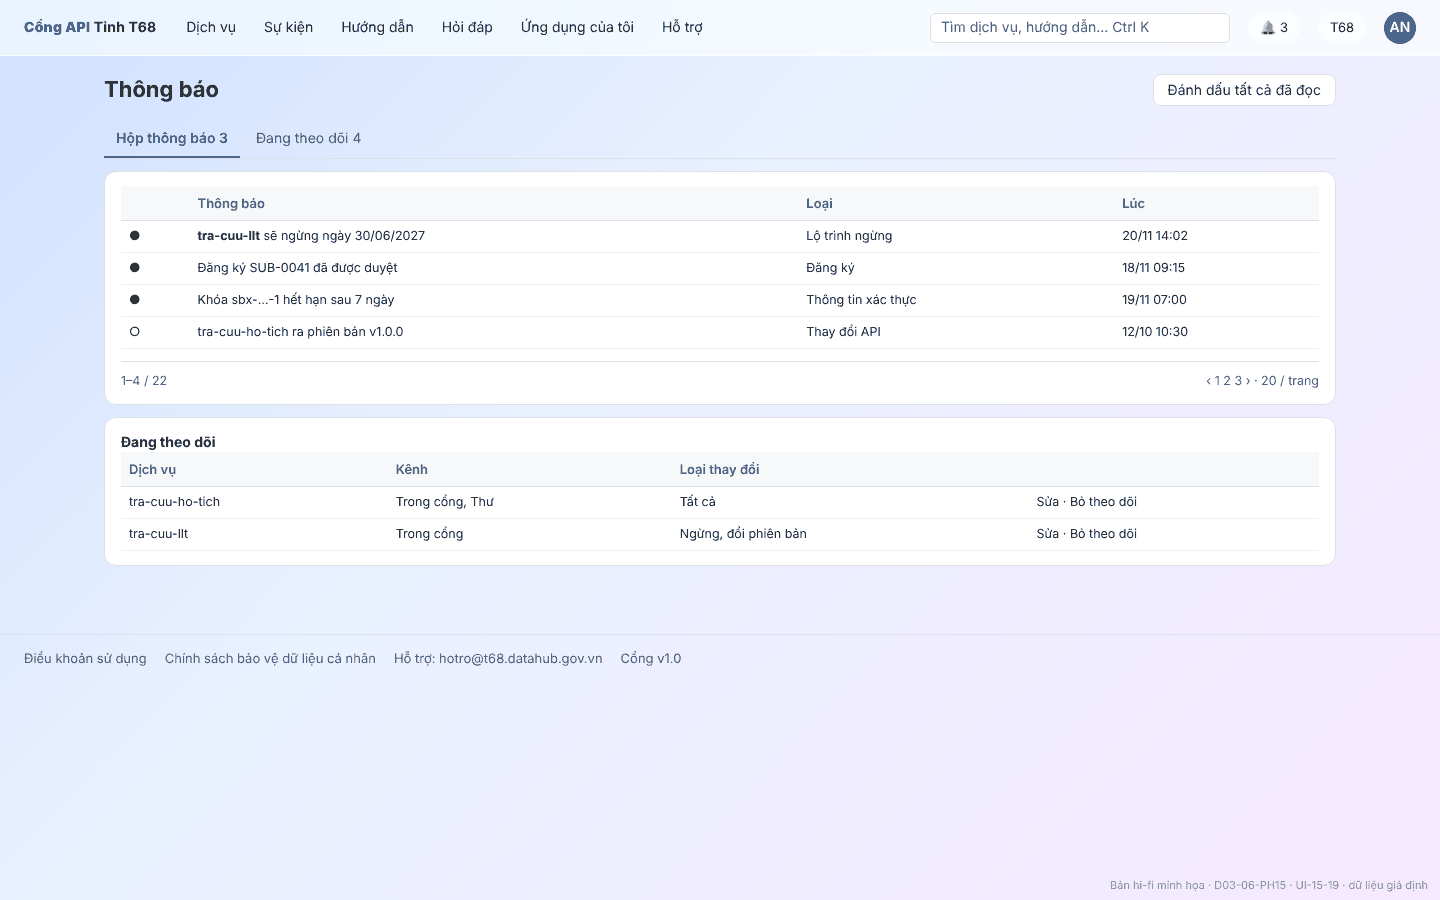 Cổng API Tỉnh T68 Dịch vụ Sự kiện Hướng dẫn Hỏi đáp Ứng dụng của tôi Hỗ trợ Tìm dịch vụ, hướng dẫn... Ctrl K 🔔 3 T68 AN
Thông báo Đánh dấu tất cả đã đọc
Hộp thông báo 3 Đang theo dõi 4
Thông báo Loại Lúc
● tra-cuu-llt sẽ ngừng ngày 30/06/2027 Lộ trình ngừng 20/11 14:02
● Đăng ký SUB-0041 đã được duyệt Đăng ký 18/11 09:15
● Khóa sbx-...-1 hết hạn sau 7 ngày Thông tin xác thực 19/11 07:00
○ tra-cuu-ho-tich ra phiên bản v1.0.0 Thay đổi API 12/10 10:30
1–4 / 22 ‹ 1 2 3 › · 20 / trang
Đang theo dõi
Dịch vụ Kênh Loại thay đổi
tra-cuu-ho-tich Trong cổng, Thư Tất cả Sửa · Bỏ theo dõi
tra-cuu-llt Trong cổng Ngừng, đổi phiên bản Sửa · Bỏ theo dõi
Điều khoản sử dụng Chính sách bảo vệ dữ liệu cá nhân Hỗ trợ: hotro@t68.datahub.gov.vn Cổng v1.0
Bản hi-fi minh họa · D03-06-PH15 · UI-15-19 · dữ liệu giả định